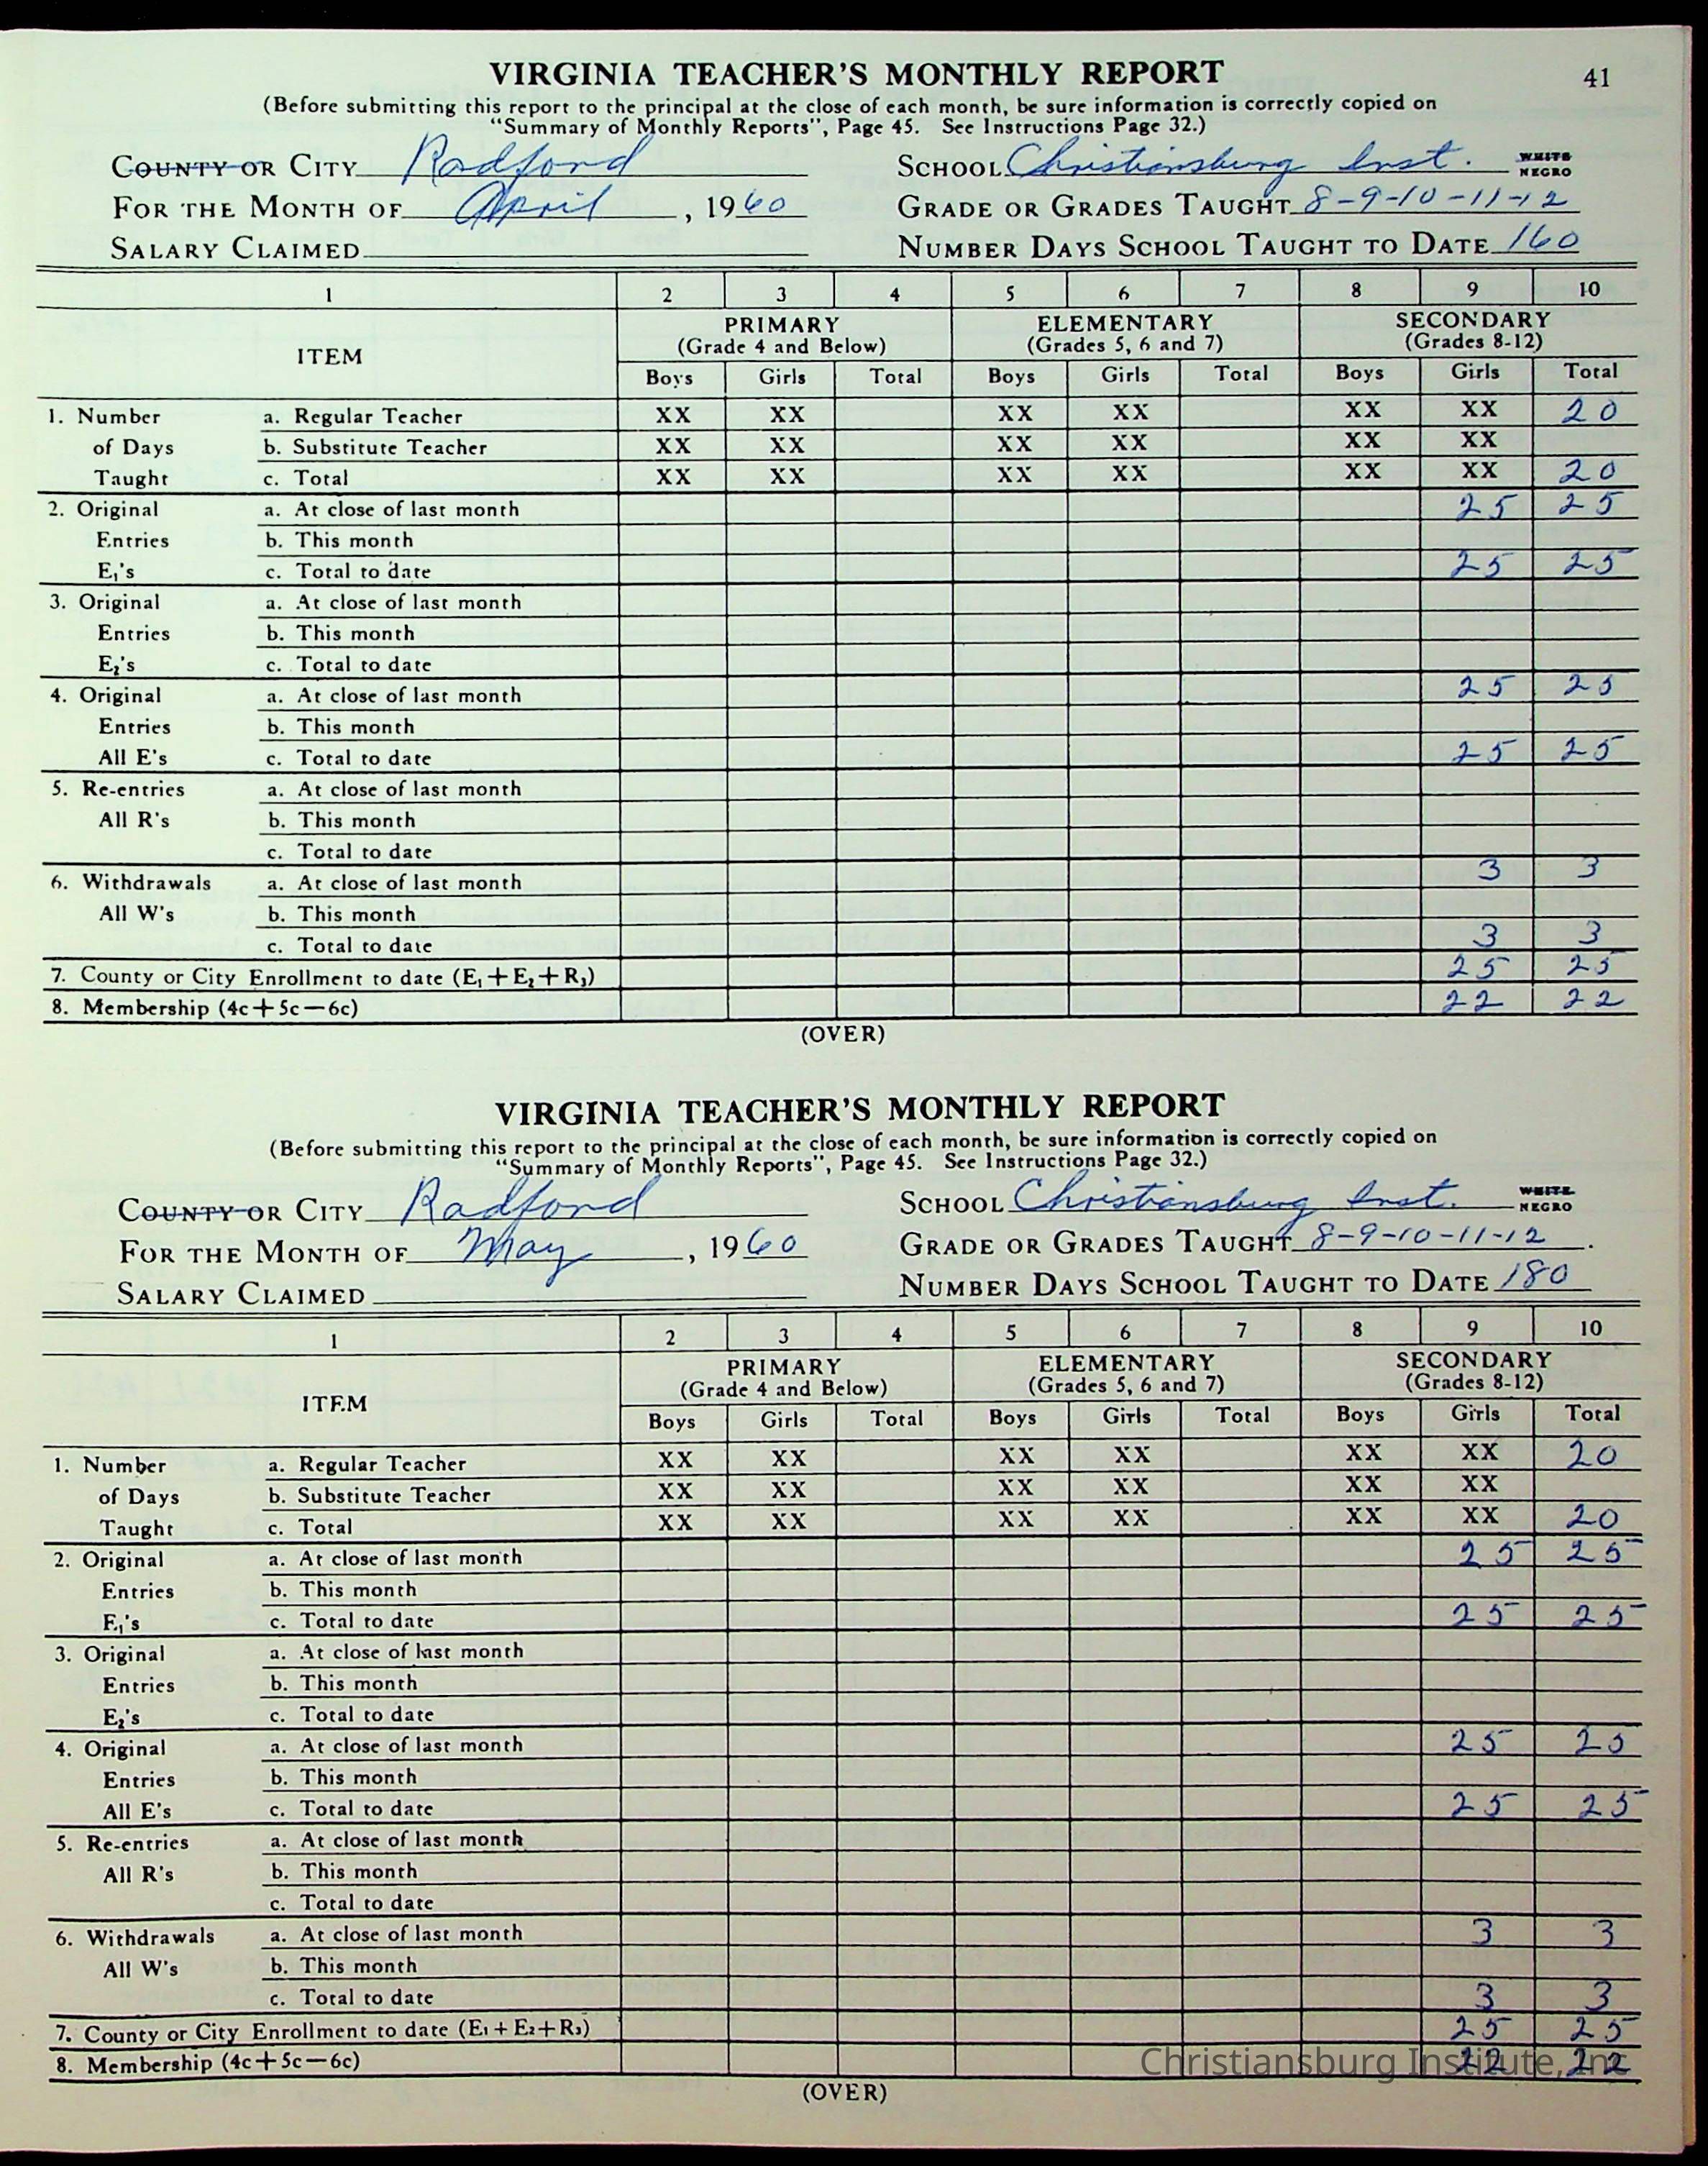 41
VIRGINIA TEACHER'S MONTHLY REPORT
(Before submitting this report to the principal at the close of each month, be sure information is correctly copied on
"Summary of Monthly Reports", Page 45. See Instructions Page 32.)
COUNTY OR CITY Radford SCHOOL Christiansburg Inst. WHITE NEGRO
FOR THE MONTH OF April, 1960 GRADE OR GRADES TAUGHT 8-9-10-11-12
SALARY CLAIMED NUMBER DAYS SCHOOL TAUGHT TO DATE 160
1 2 3 4 5 6 7 8 9 10
ITEM PRIMARY ELEMENTARY SECONDARY
(Grade 4 and Below) (Grades 5, 6 and 7) (Grades 8-12)
Boys Girls Total Boys Girls Total Boys Girls Total
1. Number a. Regular Teacher XX XX XX XX XX XX 20
of Days b. Substitute Teacher XX XX XX XX XX XX
Taught c. Total XX XX XX XX XX XX 20
2. Original a. At close of last month 25 25
Entries b. This month
E₁'s c. Total to date 25 25
3. Original a. At close of last month
Entries b. This month
E₂'s c. Total to date
4. Original a. At close of last month 25 25
Entries b. This month
All E's c. Total to date 25 25
5. Re-entries a. At close of last month
All R's b. This month
c. Total to date
6. Withdrawals a. At close of last month 3 3
All W's b. This month
c. Total to date 3 3
7. County or City Enrollment to date (E₁+E₂+R₃) 25 25
8. Membership (4c+5c—6c) 22 22
(OVER)
VIRGINIA TEACHER'S MONTHLY REPORT
(Before submitting this report to the principal at the close of each month, be sure information is correctly copied on
"Summary of Monthly Reports", Page 45. See Instructions Page 32.)
COUNTY OR CITY Radford SCHOOL Christiansburg Inst. WHITE NEGRO
FOR THE MONTH OF May, 1960 GRADE OR GRADES TAUGHT 8-9-10-11-12.
SALARY CLAIMED NUMBER DAYS SCHOOL TAUGHT TO DATE 180
1 2 3 4 5 6 7 8 9 10
ITEM PRIMARY ELEMENTARY SECONDARY
(Grade 4 and Below) (Grades 5, 6 and 7) (Grades 8-12)
Boys Girls Total Boys Girls Total Boys Girls Total
1. Number a. Regular Teacher XX XX XX XX XX XX 20
of Days b. Substitute Teacher XX XX XX XX XX XX
Taught c. Total XX XX XX XX XX XX 20
2. Original a. At close of last month 25 25
Entries b. This month
E₁'s c. Total to date 25 25
3. Original a. At close of last month
Entries b. This month
E₂'s c. Total to date
4. Original a. At close of last month 25 25
Entries b. This month
All E's c. Total to date 25 25
5. Re-entries a. At close of last month
All R's b. This month
c. Total to date
6. Withdrawals a. At close of last month 3 3
All W's b. This month
c. Total to date 3 3
7. County or City Enrollment to date (E₁+E₂+R₃) 25 25
8. Membership (4c+5c—6c) 22 22
Christiansburg Institute, Inc
(OVER)